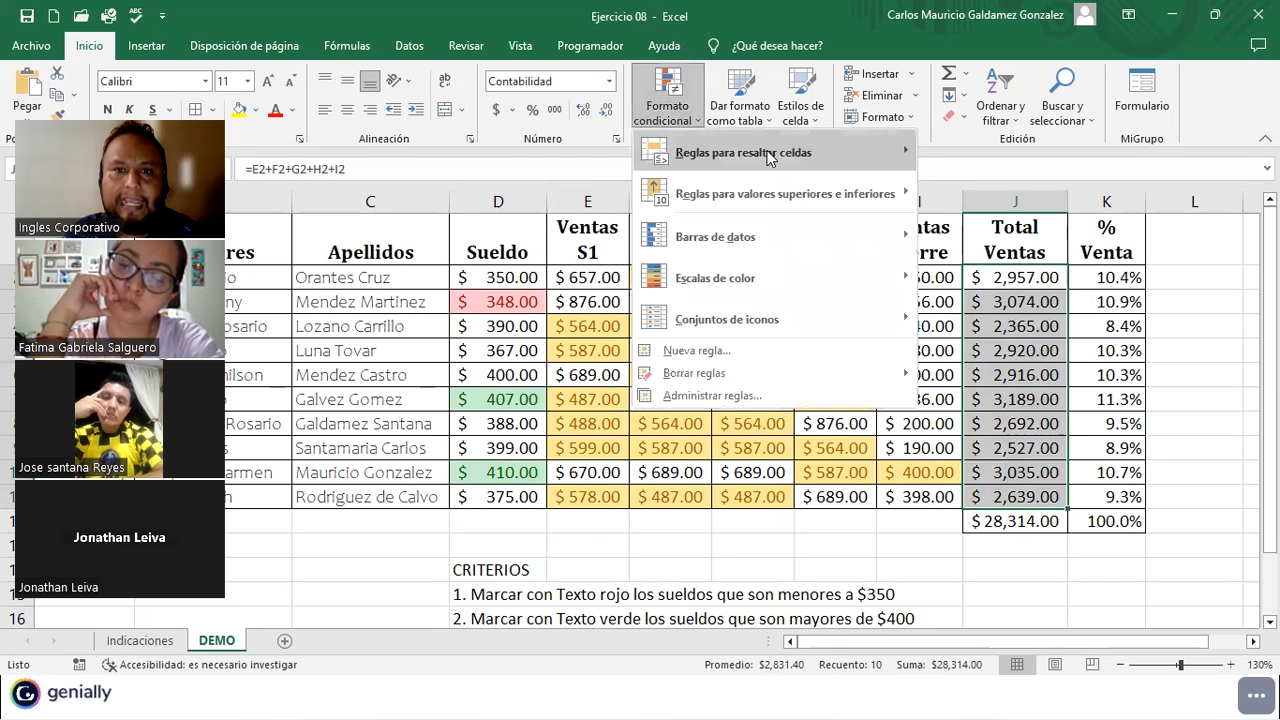 Ejercicio 08 - Excel
Carlos Mauricio Galdamez Gonzalez
Archivo Inicio Insertar Disposición de página Fórmulas Datos Revisar Vista Programador Ayuda ¿Qué desea hacer?
Pegar
Calibri 11
N K S
Alineación
Contabilidad
$ % 000
Número
Formato condicional
Dar formato como tabla
Estilos de celda
Insertar
Eliminar
Formato
Ordenar y filtrar
Buscar y seleccionar
Edición
Formulario
MiGrupo
=E2+F2+G2+H2+I2
Reglas para resaltar celdas
Reglas para valores superiores e inferiores
Barras de datos
Escalas de color
Conjuntos de iconos
Nueva regla...
Borrar reglas
Administrar reglas...
C D E I J K L
Apellidos Sueldo Ventas S1 Total Ventas % Venta
Orantes Cruz $ 350.00 $ 657.00 $ 2,957.00 10.4%
Mendez Martinez $ 348.00 $ 876.00 $ 3,074.00 10.9%
Lozano Carrillo $ 390.00 $ 564.00 $ 2,365.00 8.4%
Luna Tovar $ 367.00 $ 587.00 $ 2,920.00 10.3%
Mendez Castro $ 400.00 $ 689.00 $ 2,916.00 10.3%
Galvez Gomez $ 407.00 $ 487.00 $ 3,189.00 11.3%
Rosario Galdamez Santana $ 388.00 $ 488.00 $ 564.00 $ 564.00 $ 876.00 $ 200.00 $ 2,692.00 9.5%
Santamaria Carlos $ 399.00 $ 599.00 $ 587.00 $ 587.00 $ 564.00 $ 190.00 $ 2,527.00 8.9%
Mauricio Gonzalez $ 410.00 $ 670.00 $ 689.00 $ 689.00 $ 587.00 $ 400.00 $ 3,035.00 10.7%
Rodriguez de Calvo $ 375.00 $ 578.00 $ 487.00 $ 487.00 $ 689.00 $ 398.00 $ 2,639.00 9.3%
$ 28,314.00 100.0%
CRITERIOS
1. Marcar con Texto rojo los sueldos que son menores a $350
16 2. Marcar con Texto verde los sueldos que son mayores de $400
Ingles Corporativo
Fatima Gabriela Salguero
Jose santana Reyes
Jonathan Leiva
Jonathan Leiva
Indicaciones DEMO
Listo Accesibilidad: es necesario investigar Promedio: $2,831.40 Recuento: 10 Suma: $28,314.00 130%
genially